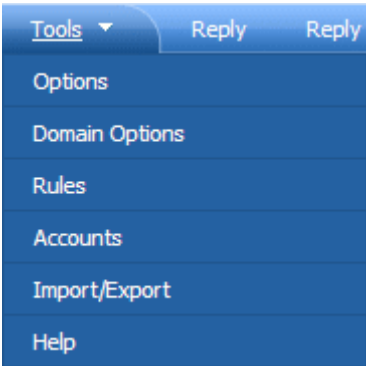 Tools Reply Reply
Options
Domain Options
Rules
Accounts
Import/Export
Help